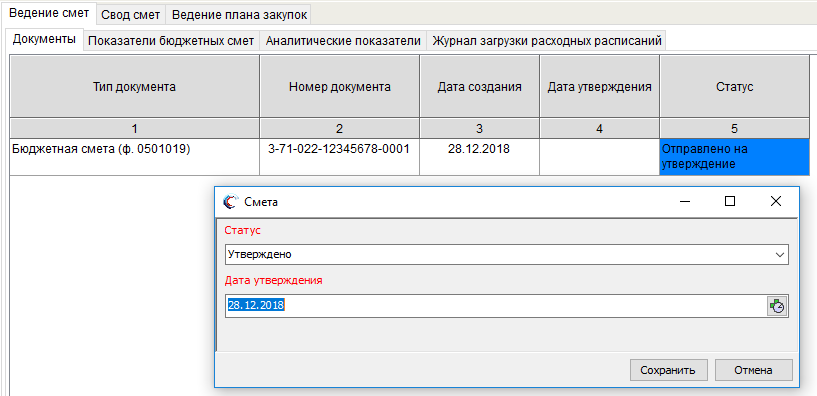 Ведение смет Свод смет Ведение плана закупок
Документы Показатели бюджетных смет Аналитические показатели Журнал загрузки расходных расписаний
Тип документа Номер документа Дата создания Дата утверждения Статус
1 2 3 4 5
Бюджетная смета (ф. 0501019) 3-71-022-12345678-0001 28.12.2018 Отправлено на
утверждение
Смета
Статус
Утверждено
Дата утверждения
28.12.2018
Сохранить Отмена